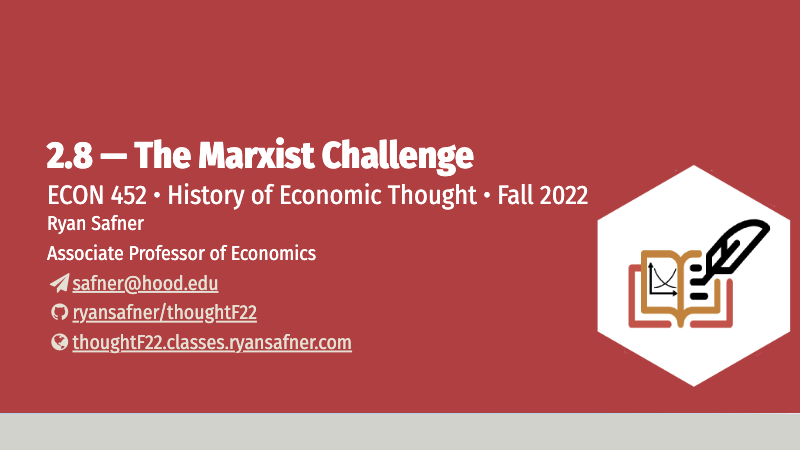 2.8 — The Marxist Challenge
ECON 452 • History of Economic Thought • Fall 2022
Ryan Safner
Associate Professor of Economics
safner@hood.edu
ryansafner/thoughtF22
thoughtF22.classes.ryansafner.com